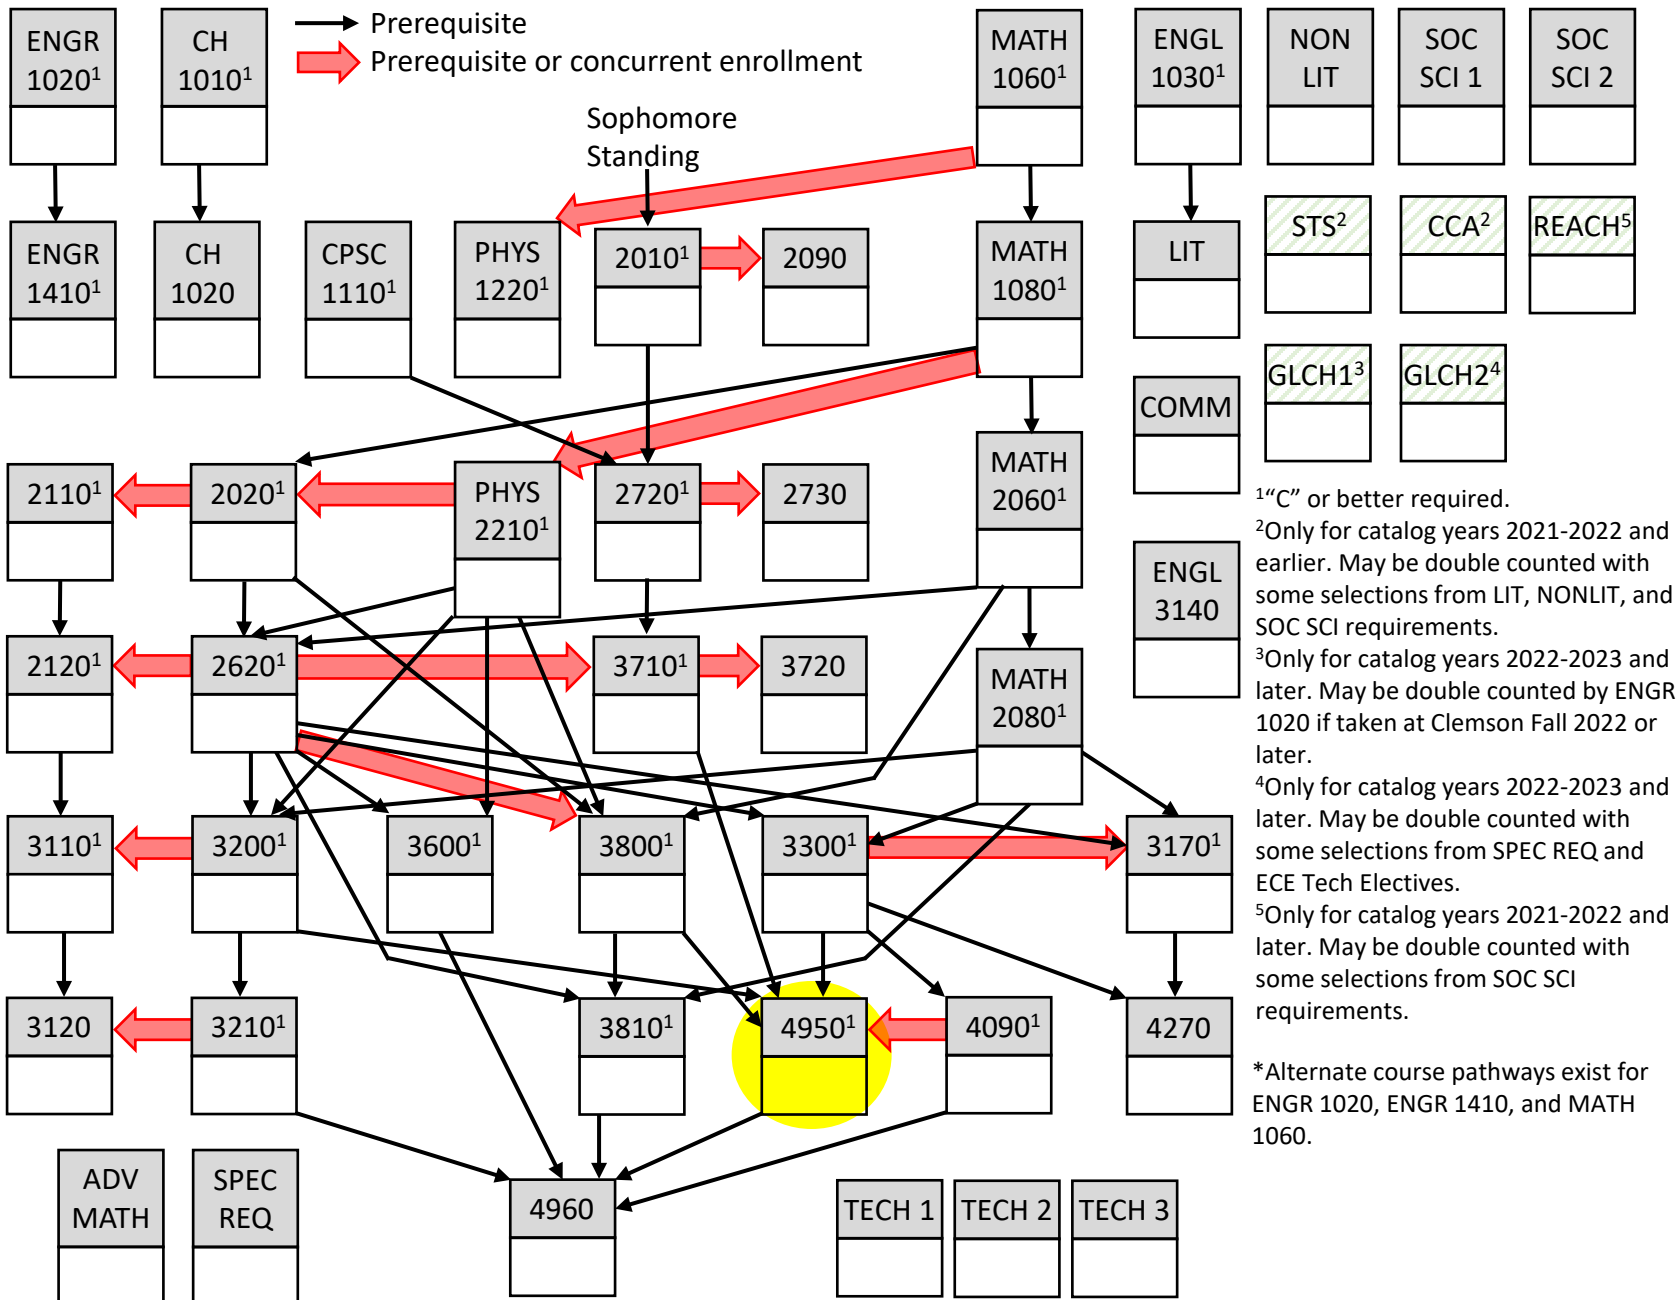 ENGR
1020¹
CH
1010¹
Prerequisite
Prerequisite or concurrent enrollment
MATH
1060¹
ENGL
1030¹
NON
LIT
SOC
SCI 1
SOC
SCI 2
Sophomore
Standing
ENGR
1410¹
CH
1020
CPSC
1110¹
PHYS
1220¹
2010¹
2090
MATH
1080¹
LIT
STS²
CCA²
REACH⁵
GLCH1³
GLCH2⁴
COMM
2110¹
2020¹
PHYS
2210¹
2720¹
2730
MATH
2060¹
ENGL
3140
2120¹
2620¹
3710¹
3720
MATH
2080¹
3110¹
3200¹
3600¹
3800¹
3300¹
3170¹
3120
3210¹
3810¹
4950¹
4090¹
4270
ADV
MATH
SPEC
REQ
4960
TECH 1
TECH 2
TECH 3
¹“C” or better required.
²Only for catalog years 2021-2022 and
earlier. May be double counted with
some selections from LIT, NONLIT, and
SOC SCI requirements.
³Only for catalog years 2022-2023 and
later. May be double counted by ENGR
1020 if taken at Clemson Fall 2022 or
later.
⁴Only for catalog years 2022-2023 and
later. May be double counted with
some selections from SPEC REQ and
ECE Tech Electives.
⁵Only for catalog years 2021-2022 and
later. May be double counted with
some selections from SOC SCI
requirements.
*Alternate course pathways exist for
ENGR 1020, ENGR 1410, and MATH
1060.